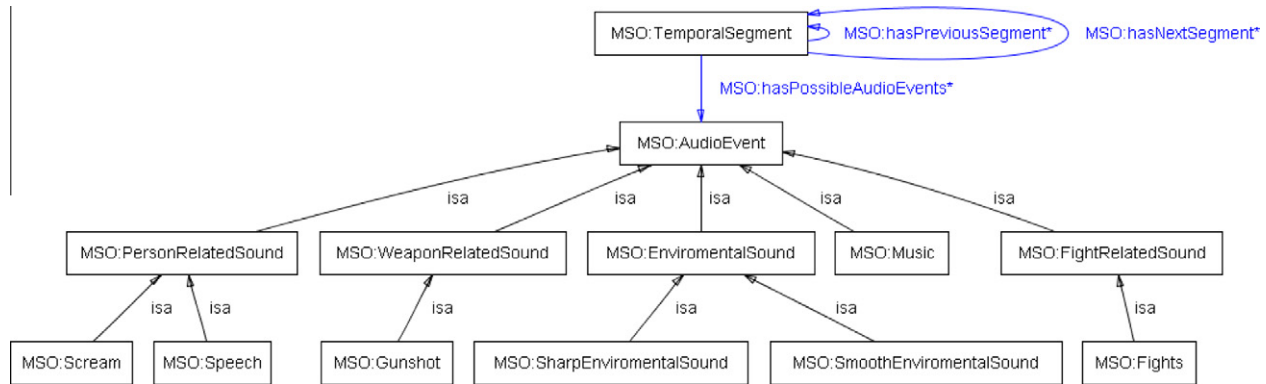 MSO:TemporalSegment
MSO:hasPreviousSegment*
MSO:hasNextSegment*
MSO:hasPossibleAudioEvents*
MSO:AudioEvent
isa
isa
isa
isa
isa
MSO:PersonRelatedSound
MSO:WeaponRelatedSound
MSO:EnviromentalSound
MSO:Music
MSO:FightRelatedSound
isa
isa
isa
isa
isa
isa
MSO:Scream
MSO:Speech
MSO:Gunshot
MSO:SharpEnviromentalSound
MSO:SmoothEnviromentalSound
MSO:Fights